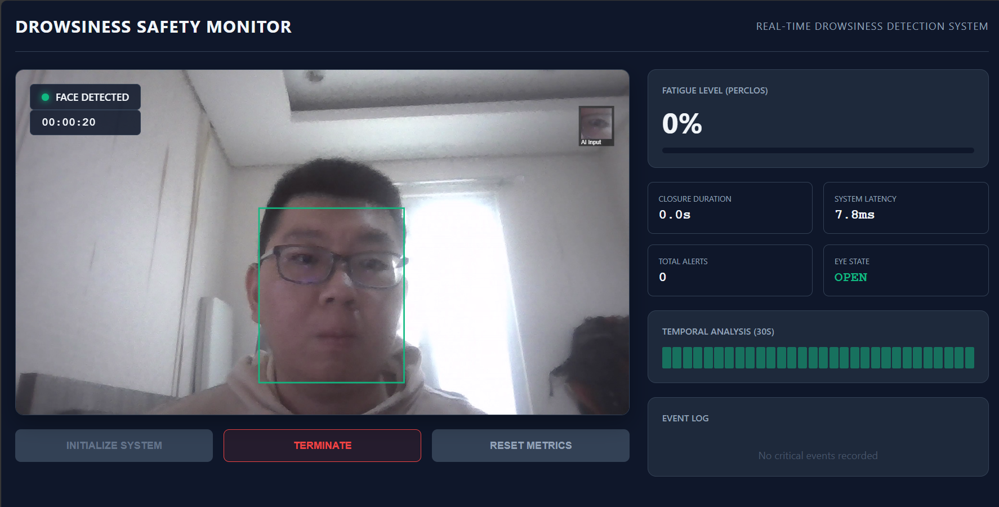 DROWSINESS SAFETY MONITOR
REAL-TIME DROWSINESS DETECTION SYSTEM
FACE DETECTED
00:00:20
AI Input
INITIALIZE SYSTEM
TERMINATE
RESET METRICS
FATIGUE LEVEL (PERCLOS)
0%
CLOSURE DURATION
0.0s
SYSTEM LATENCY
7.8ms
TOTAL ALERTS
0
EYE STATE
OPEN
TEMPORAL ANALYSIS (30S)
EVENT LOG
No critical events recorded